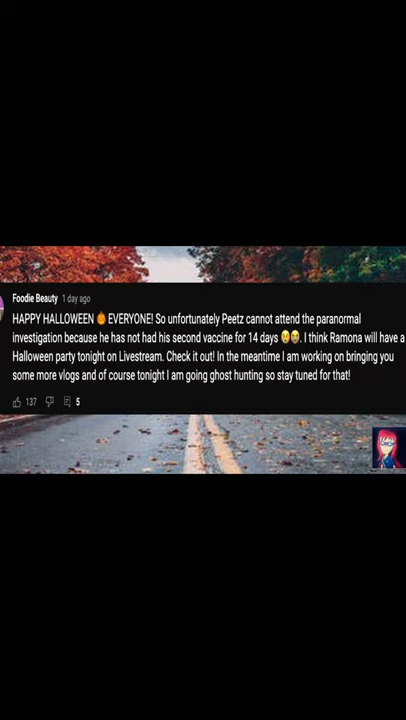 Foodie Beauty 1 day ago
HAPPY HALLOWEEN 🎃 EVERYONE! So unfortunately Peetz cannot attend the paranormal
investigation because he has not had his second vaccine for 14 days 😢😭. I think Ramona will have a
Halloween party tonight on Livestream. Check it out! In the meantime I am working on bringing you
some more vlogs and of course tonight I am going ghost hunting so stay tuned for that!
137 5